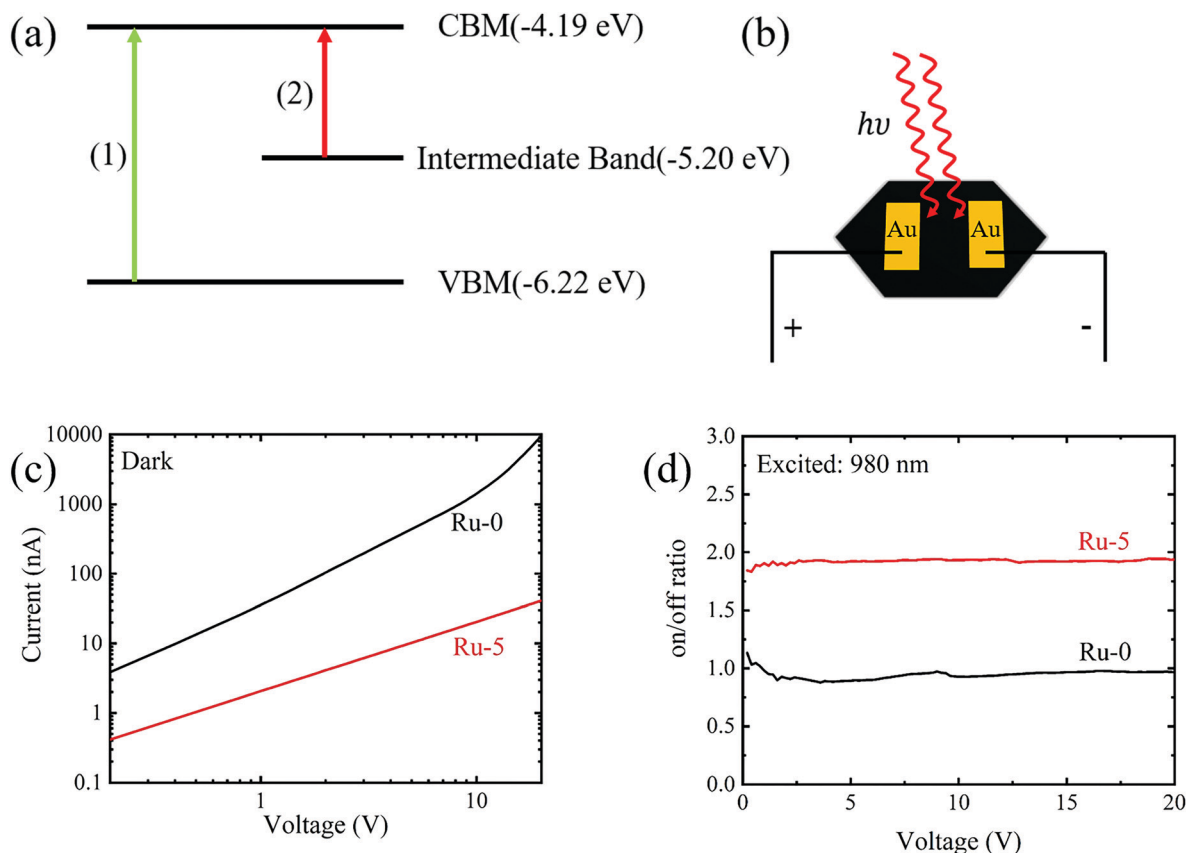 (a)
CBM(-4.19 eV)
(2)
(1)
Intermediate Band(-5.20 eV)
VBM(-6.22 eV)
(b)
hυ
Au Au
+ -
(c)
Dark
Ru-0
Ru-5
10000
1000
100
10
1
0.1
Current (nA)
1 10
Voltage (V)
(d)
Excited: 980 nm
Ru-5
Ru-0
3.0
2.5
2.0
1.5
1.0
0.5
0.0
on/off ratio
0 5 10 15 20
Voltage (V)